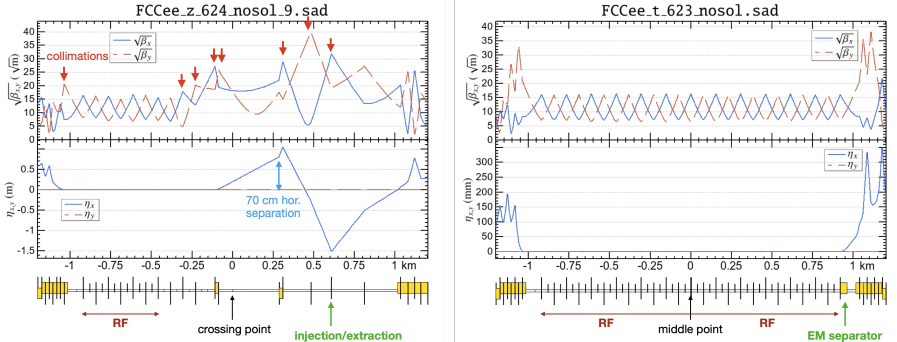 FCCee_z_624_nosol_9.sad
40
35
30
25
20
15
10
5
0
√βx,y (√m)
√βx
√βy
collimations
1
0.5
0
-0.5
-1
-1.5
ηx,y (m)
ηx
ηy
70 cm hor.
separation
-1 -0.75 -0.5 -0.25 0 0.25 0.5 0.75 1 km
RF
crossing point
injection/extraction
FCCee_t_623_nosol.sad
40
35
30
25
20
15
10
5
0
√βx,y (√m)
√βx
√βy
350
300
250
200
150
100
50
0
ηx,y (mm)
ηx
ηy
-1 -0.75 -0.5 -0.25 0 0.25 0.5 0.75 1 km
RF RF
middle point
EM separator